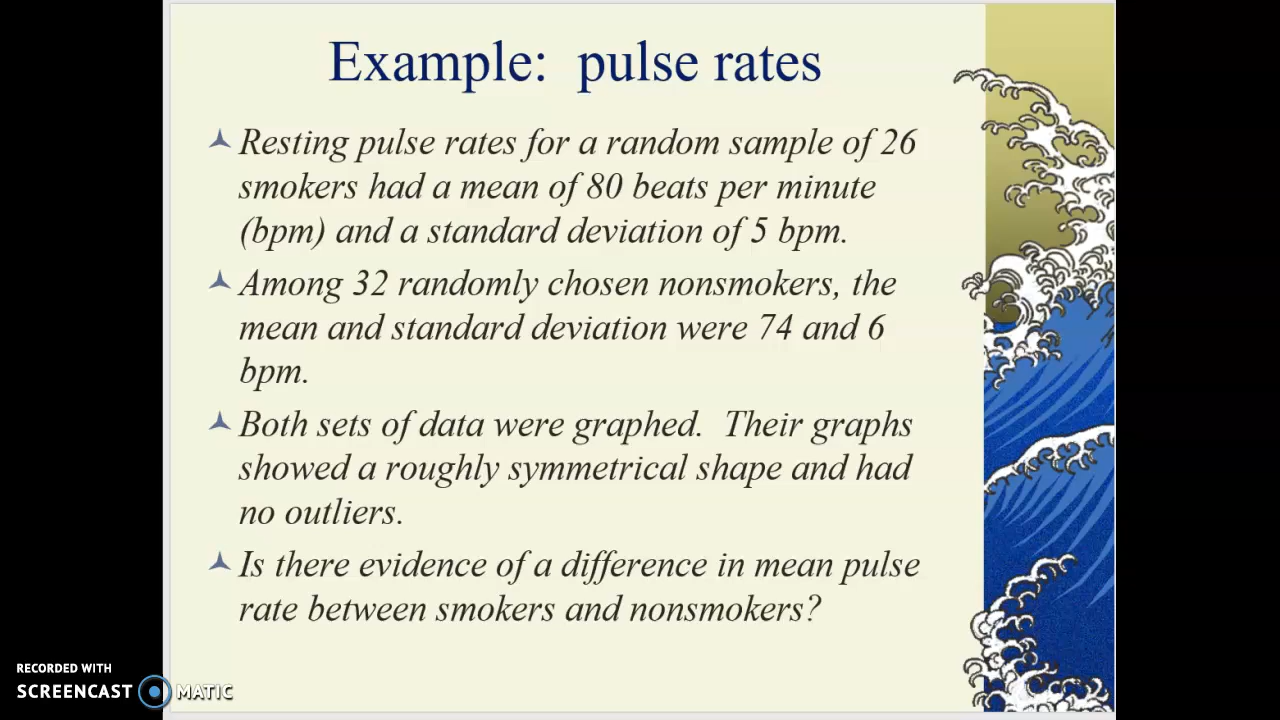 Example: pulse rates
Resting pulse rates for a random sample of 26
smokers had a mean of 80 beats per minute
(bpm) and a standard deviation of 5 bpm.
Among 32 randomly chosen nonsmokers, the
mean and standard deviation were 74 and 6
bpm.
Both sets of data were graphed. Their graphs
showed a roughly symmetrical shape and had
no outliers.
Is there evidence of a difference in mean pulse
rate between smokers and nonsmokers?
RECORDED WITH
SCREENCAST MATIC